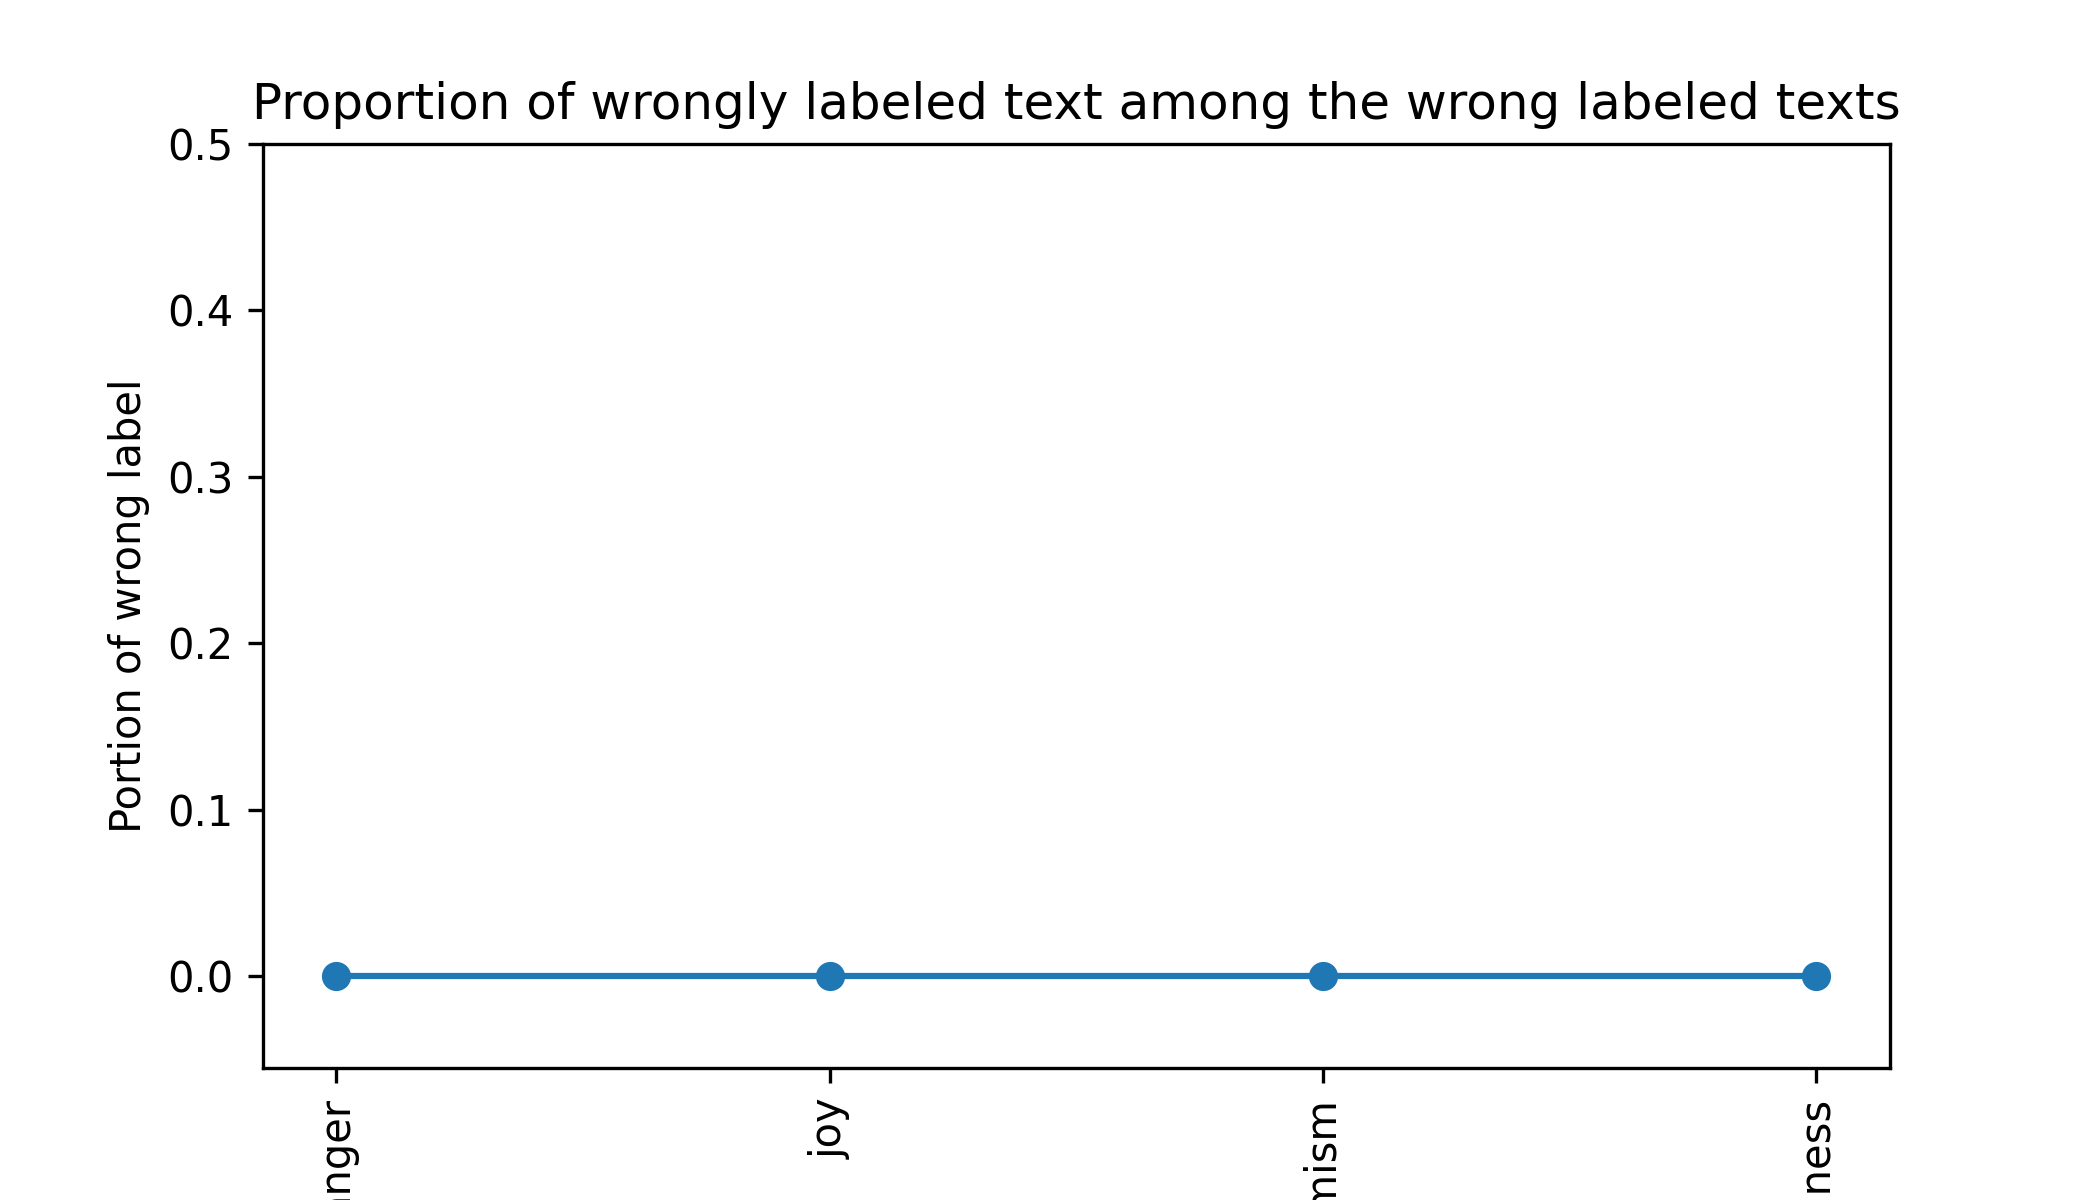 Proportion of wrongly labeled text among the wrong labeled texts
Portion of wrong label
0.5
0.4
0.3
0.2
0.1
0.0
nger
joy
mism
ness